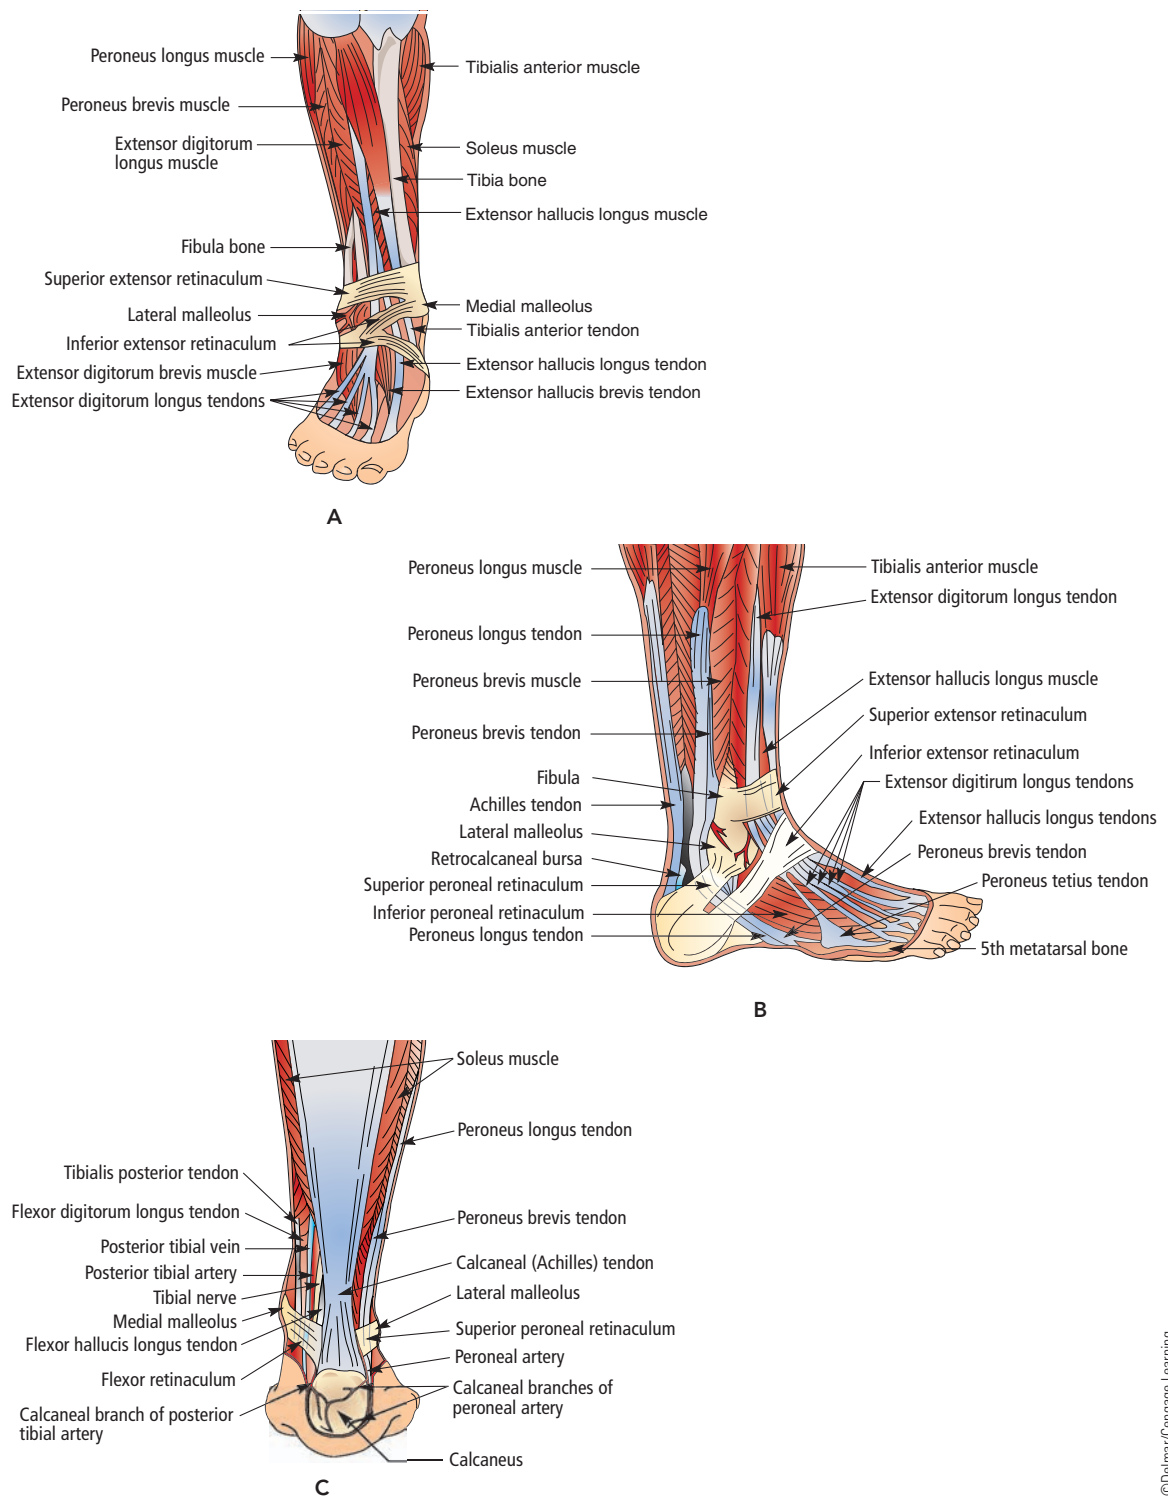 Peroneus longus muscle
Peroneus brevis muscle
Extensor digitorum
longus muscle
Fibula bone
Superior extensor retinaculum
Lateral malleolus
Inferior extensor retinaculum
Extensor digitorum brevis muscle
Extensor digitorum longus tendons
Tibialis anterior muscle
Soleus muscle
Tibia bone
Extensor hallucis longus muscle
Medial malleolus
Tibialis anterior tendon
Extensor hallucis longus tendon
Extensor hallucis brevis tendon
A
Peroneus longus muscle
Peroneus longus tendon
Peroneus brevis muscle
Peroneus brevis tendon
Fibula
Achilles tendon
Lateral malleolus
Retrocalcaneal bursa
Superior peroneal retinaculum
Inferior peroneal retinaculum
Peroneus longus tendon
Tibialis anterior muscle
Extensor digitorum longus tendon
Extensor hallucis longus muscle
Superior extensor retinaculum
Inferior extensor retinaculum
Extensor digitirum longus tendons
Extensor hallucis longus tendons
Peroneus brevis tendon
Peroneus tetius tendon
5th metatarsal bone
B
Tibialis posterior tendon
Flexor digitorum longus tendon
Posterior tibial vein
Posterior tibial artery
Tibial nerve
Medial malleolus
Flexor hallucis longus tendon
Flexor retinaculum
Calcaneal branch of posterior
tibial artery
Soleus muscle
Peroneus longus tendon
Peroneus brevis tendon
Calcaneal (Achilles) tendon
Lateral malleolus
Superior peroneal retinaculum
Peroneal artery
Calcaneal branches of
peroneal artery
Calcaneus
C
©Delmar/Cengage Learning